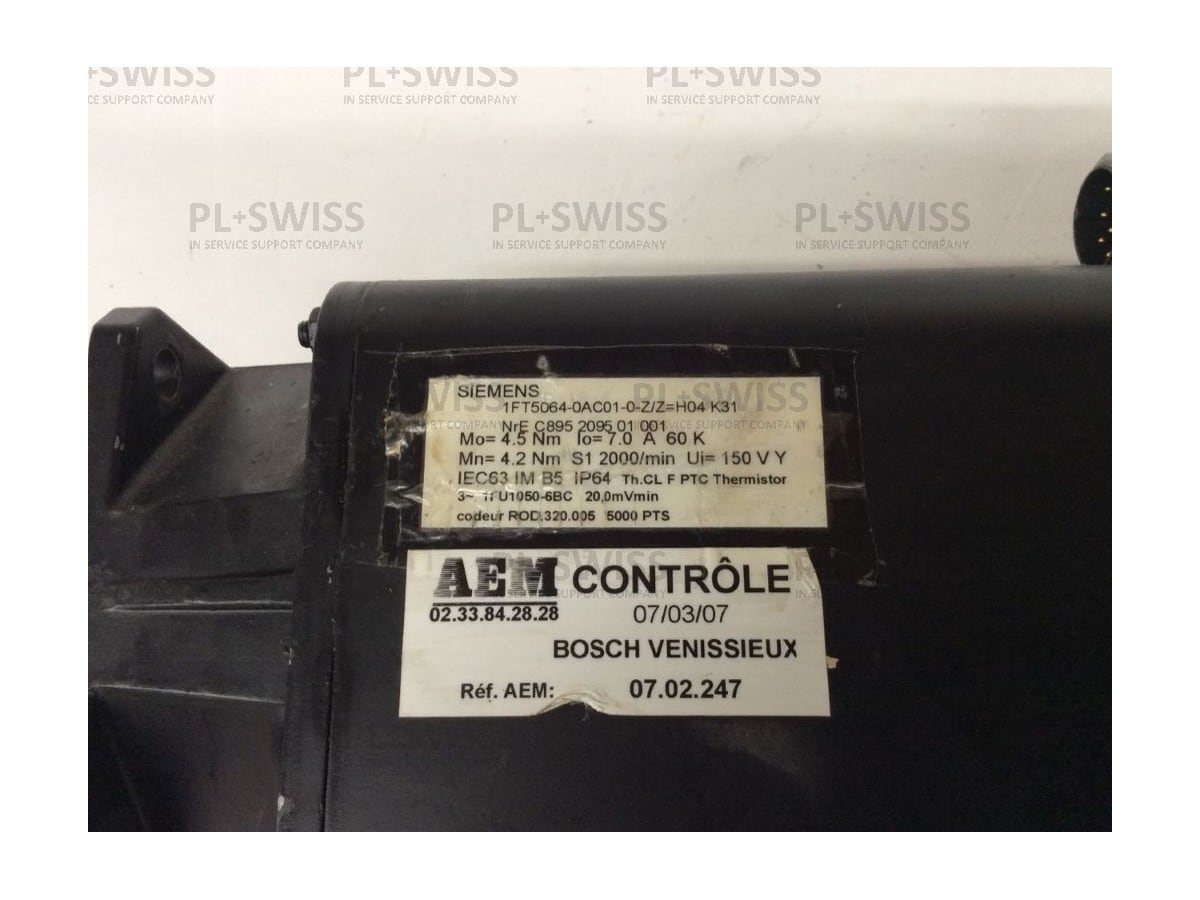 PL+SWISS PL+SWISS PL+SWISS
CE SUPPORT COMPANY IN SERVICE SUPPORT COMPANY IN SERVICE SUPPORT COMPANY
PL+SWISS PL+SWISS PL+SWISS
IN SERVICE SUPPORT COMPANY IN SERVICE SUPPORT COMPANY IN SERVICE SUPPORT COMPANY
SIEMENS
1FT5064-0AC01-0-Z/Z=H04 K31
NrE C895 2095 01 001
Mo= 4.5 Nm Io= 7.0 A 60 K
Mn= 4.2 Nm S1 2000/min Ui= 150 V Y
IEC63 IM B5 IP64 Th.CL F PTC Thermistor
3~ 1FU1050-6BC 20,0mVmin
codeur ROD.320.005 5000 PTS
AEM CONTRÔLE
02.33.84.28.28 07/03/07
BOSCH VENISSIEUX
Réf. AEM: 07.02.247